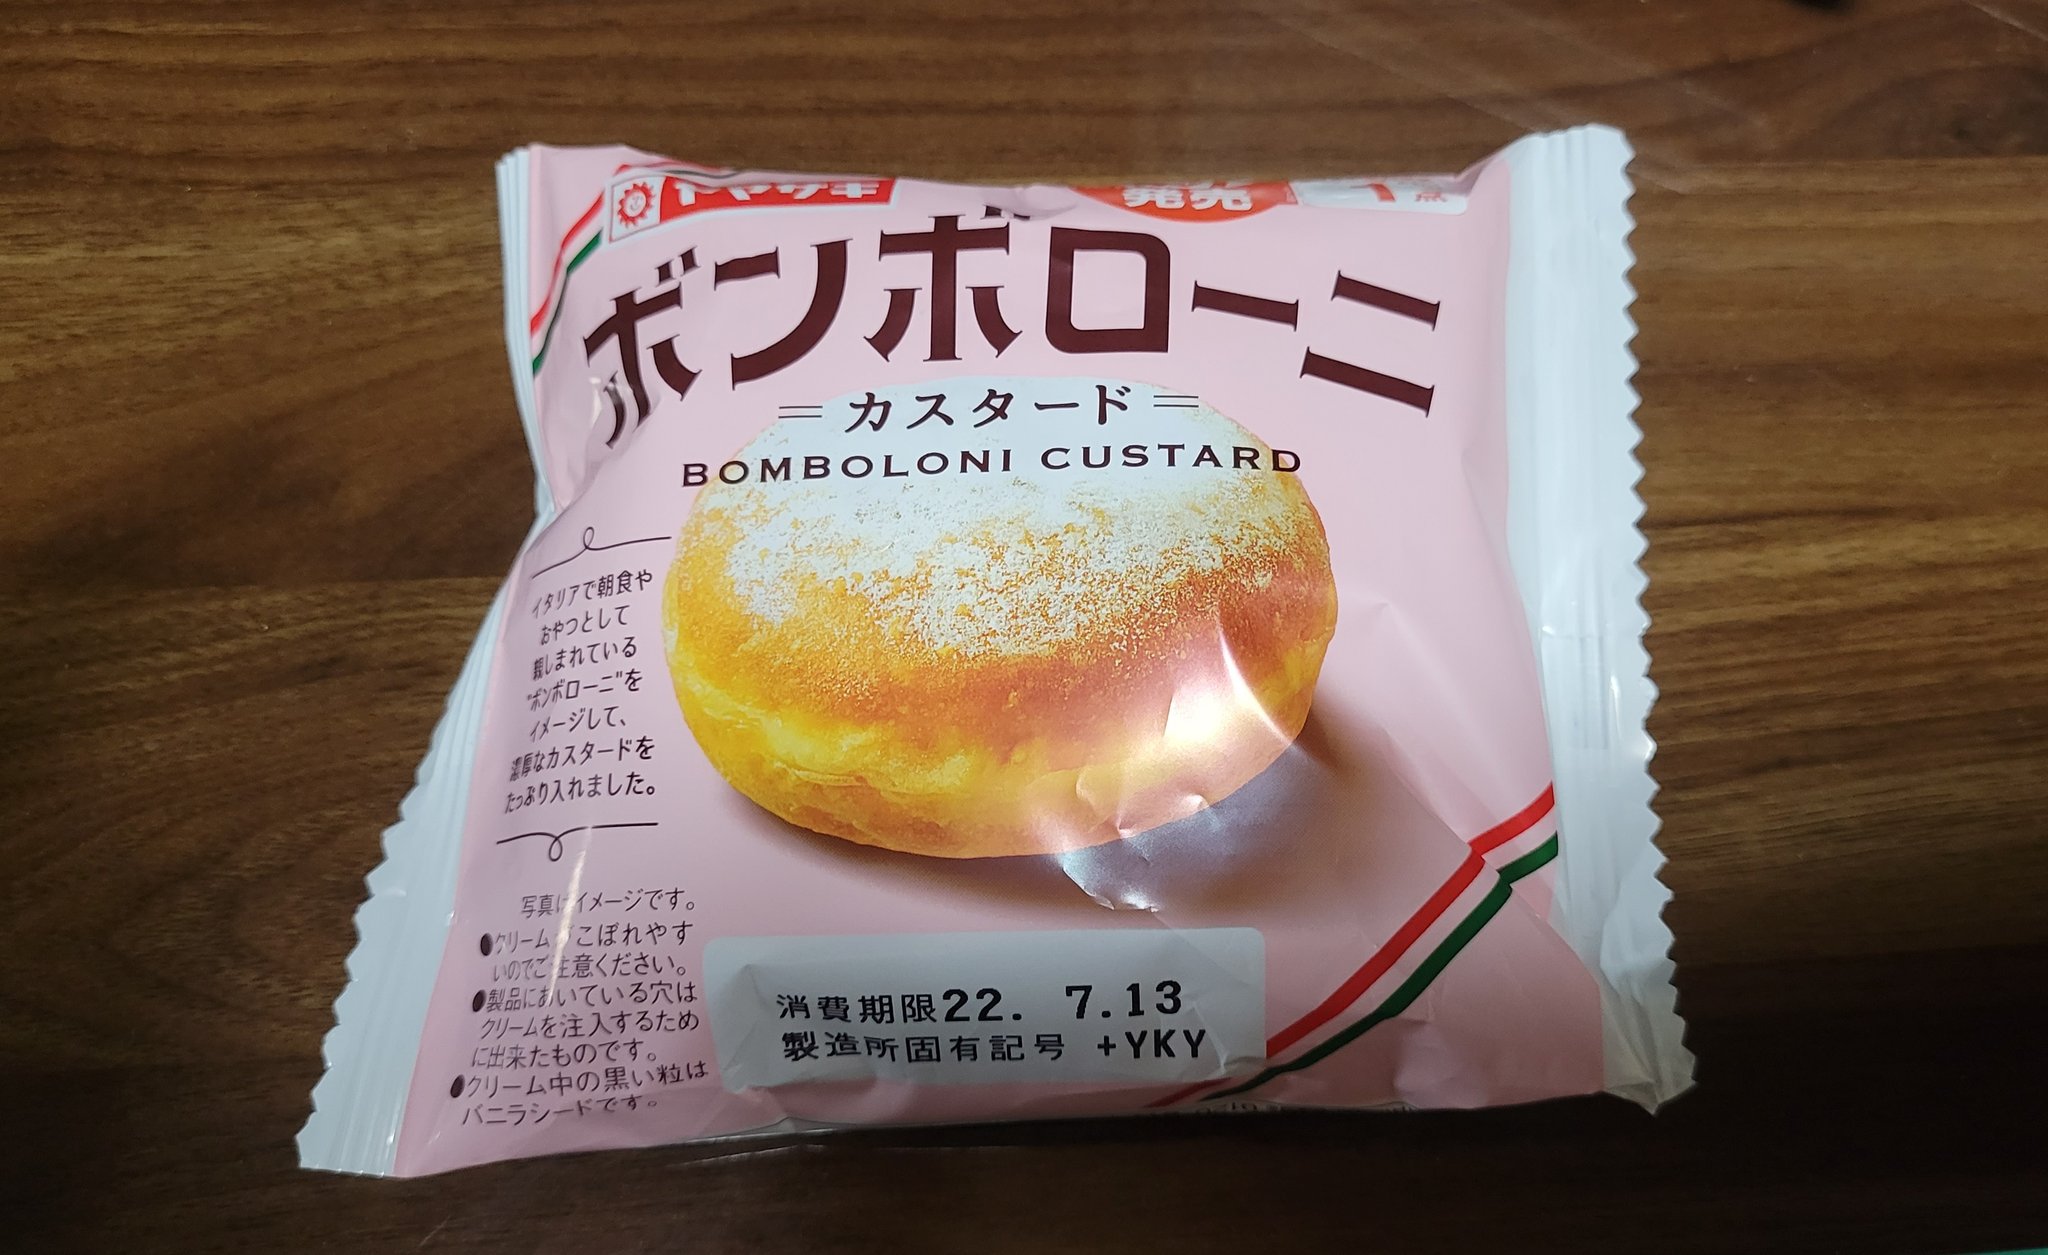 ヤマザキ
発売
1
点
ボンボローニ
カスタード
BOMBOLONI CUSTARD
イタリアで朝食や
おやつとして
親しまれている
"ボンボローニ"を
イメージして、
濃厚なカスタードを
たっぷり入れました。
写真はイメージです。
●クリームがこぼれやす
いのでご注意ください。
●製品においている穴は
クリームを注入するため
に出来たものです。
●クリーム中の黒い粒は
バニラシードです。
消費期限22. 7.13
製造所固有記号 +YKY